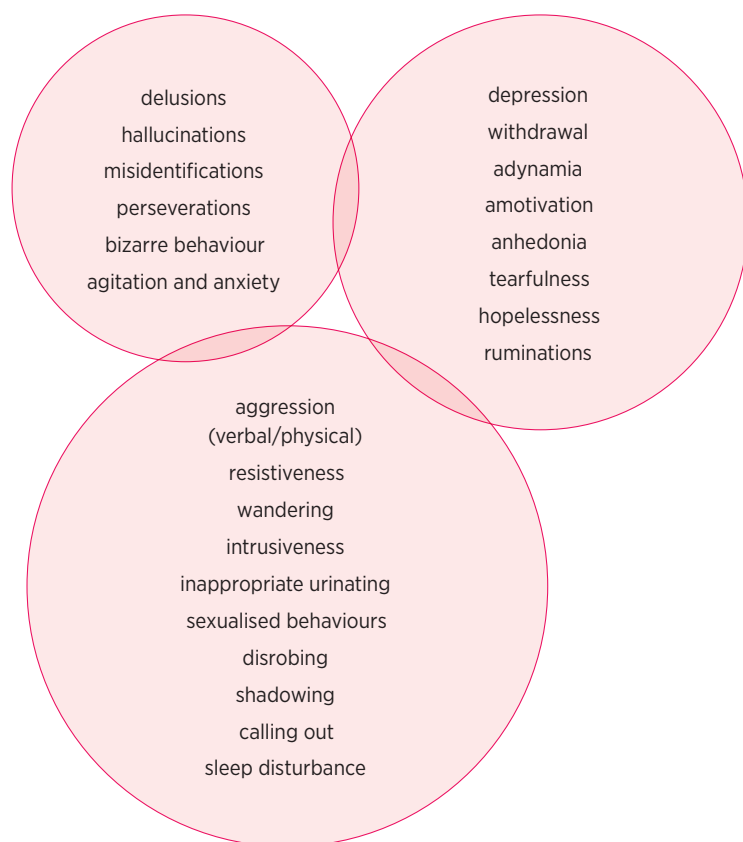 delusions
hallucinations
misidentifications
perseverations
bizarre behaviour
agitation and anxiety
depression
withdrawal
adynamia
amotivation
anhedonia
tearfulness
hopelessness
ruminations
aggression
(verbal/physical)
resistiveness
wandering
intrusiveness
inappropriate urinating
sexualised behaviours
disrobing
shadowing
calling out
sleep disturbance